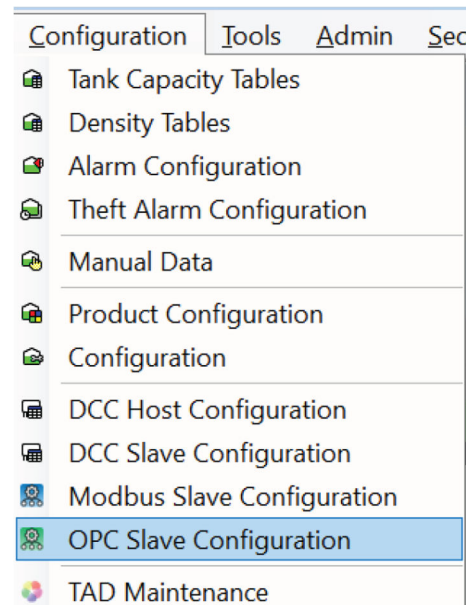 Configuration Tools Admin Sec
Tank Capacity Tables
Density Tables
Alarm Configuration
Theft Alarm Configuration
Manual Data
Product Configuration
Configuration
DCC Host Configuration
DCC Slave Configuration
Modbus Slave Configuration
OPC Slave Configuration
TAD Maintenance